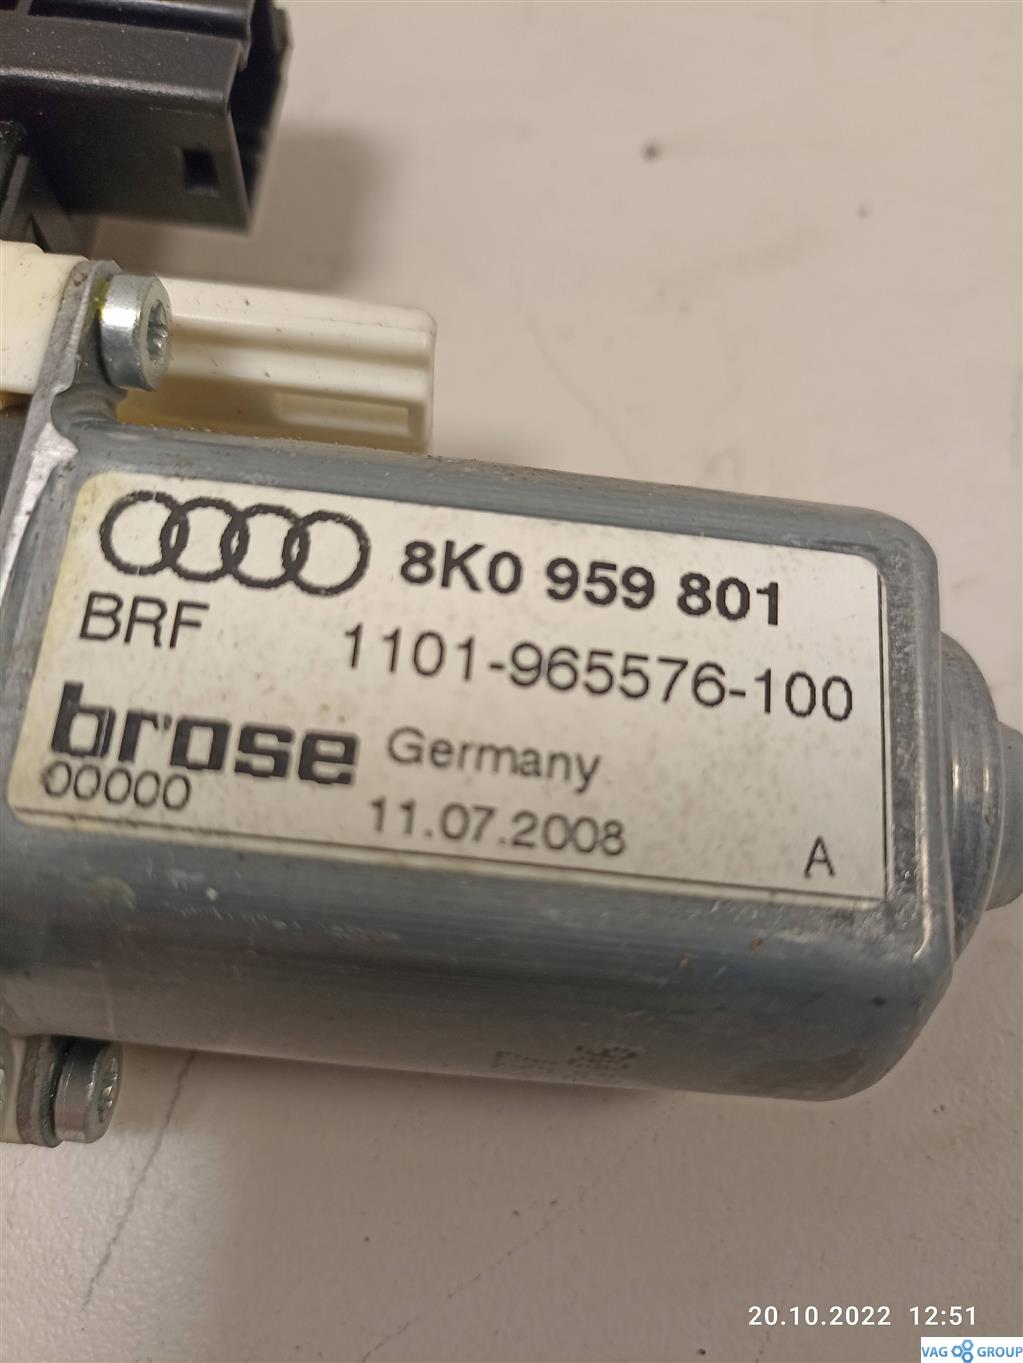 8K0 959 801
BRF 1101-965576-100
brose Germany
00000 11.07.2008 A
20.10.2022 12:51
VAG GROUP